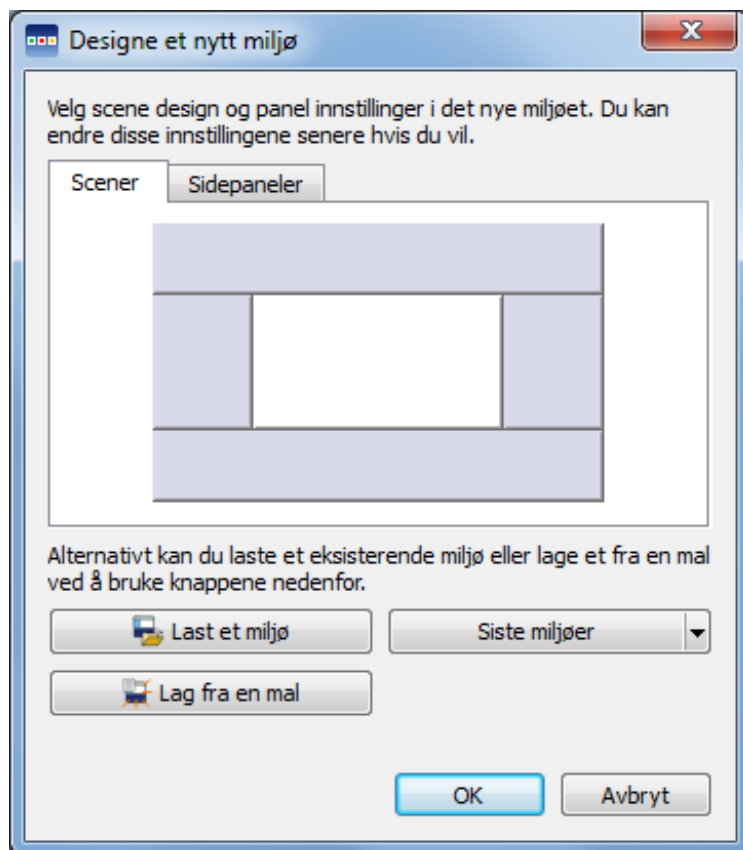 Designe et nytt miljø
Velg scene design og panel innstillinger i det nye miljøet. Du kan
endre disse innstillingene senere hvis du vil.
Scener
Sidepaneler
Alternativt kan du laste et eksisterende miljø eller lage et fra en mal
ved å bruke knappene nedenfor.
Last et miljø
Siste miljøer
Lag fra en mal
OK
Avbryt